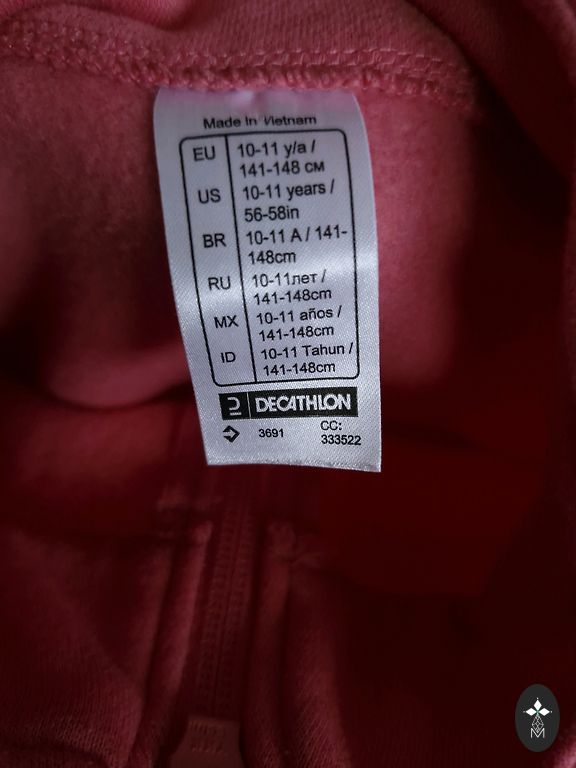 Made In Vietnam
EU 10-11 y/a /
141-148 см
US 10-11 years /
56-58in
BR 10-11 A / 141-
148cm
RU 10-11лет /
141-148cm
MX 10-11 años /
141-148cm
ID 10-11 Tahun /
141-148cm
DECATHLON
3691 CC:
333522
M